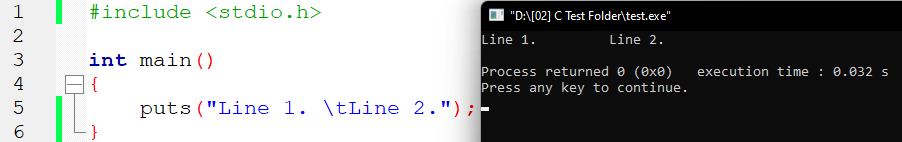 1 #include <stdio.h>
2
3 int main()
4 {
5 puts("Line 1. \tLine 2.");
6 }
"D:\[02] C Test Folder\test.exe"
Line 1. Line 2.
Process returned 0 (0x0) execution time : 0.032 s
Press any key to continue.